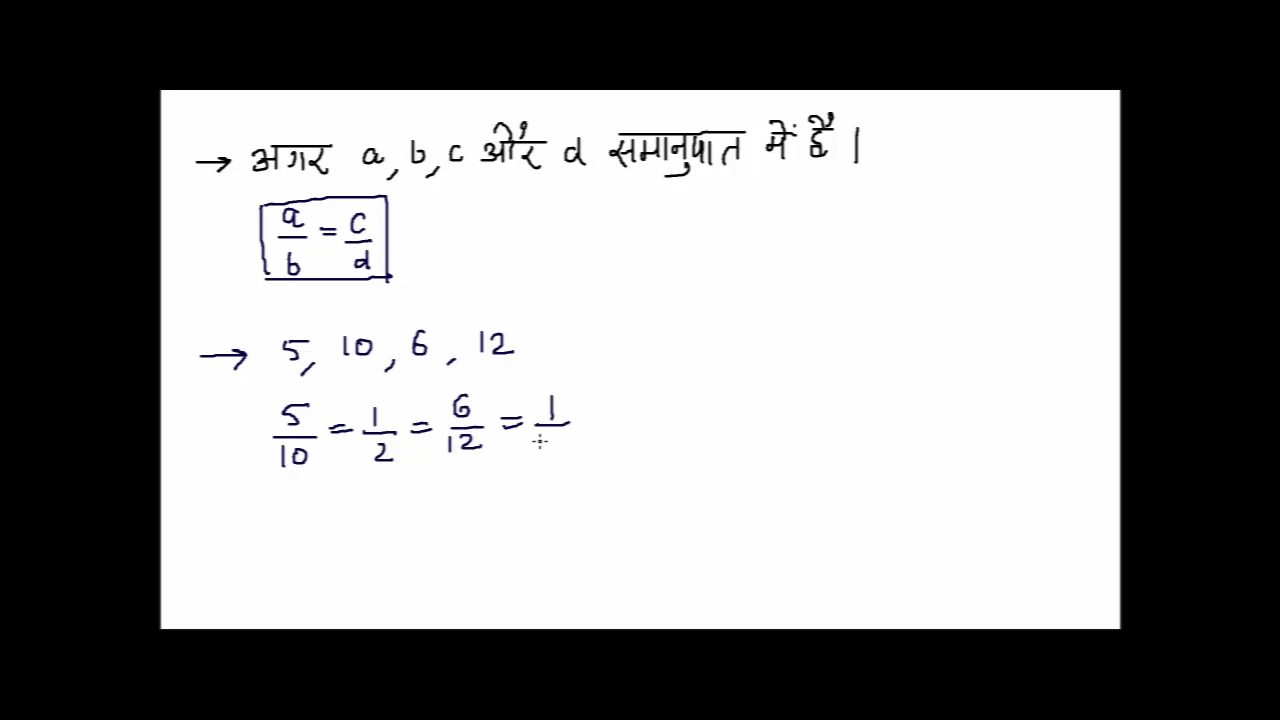 → अगर a, b, c और d समानुपात में हैं।
a/b = c/d
→ 5, 10, 6, 12
5/10 = 1/2 = 6/12 = 1/